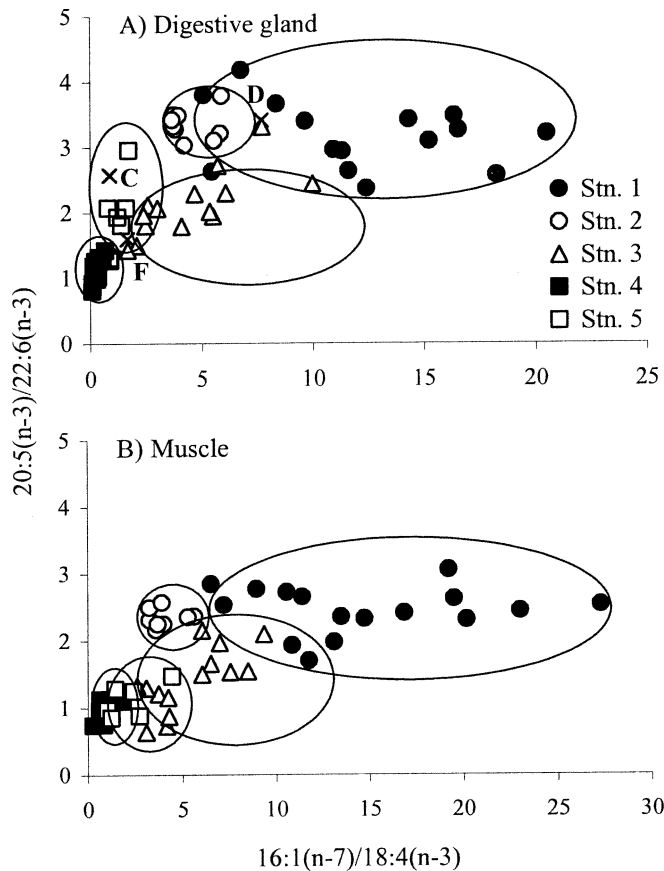 5
A) Digestive gland
4
D
3
C
2
F
1
0
0 5 10 15 20 25
Stn. 1
Stn. 2
Stn. 3
Stn. 4
Stn. 5
20:5(n-3)/22:6(n-3)
5
B) Muscle
4
3
2
1
0
0 5 10 15 20 25 30
16:1(n-7)/18:4(n-3)